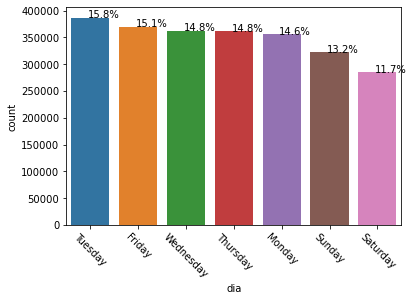 400000
350000
300000
250000
200000
150000
100000
50000
0
count
15.8%
15.1%
14.8%
14.8%
14.6%
13.2%
11.7%
Tuesday
Friday
Wednesday
Thursday
Monday
Sunday
Saturday
dia